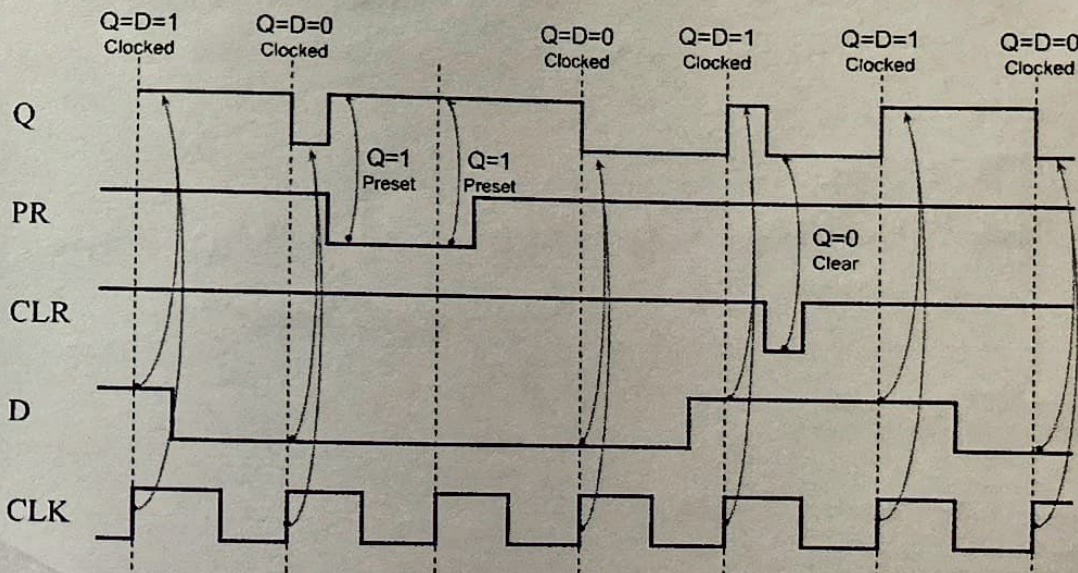 Q=D=1
Clocked
Q=D=0
Clocked
Q=D=0
Clocked
Q=D=1
Clocked
Q=D=1
Clocked
Q=D=0
Clocked
Q
Q=1
Preset
Q=1
Preset
PR
Q=0
Clear
CLR
D
CLK